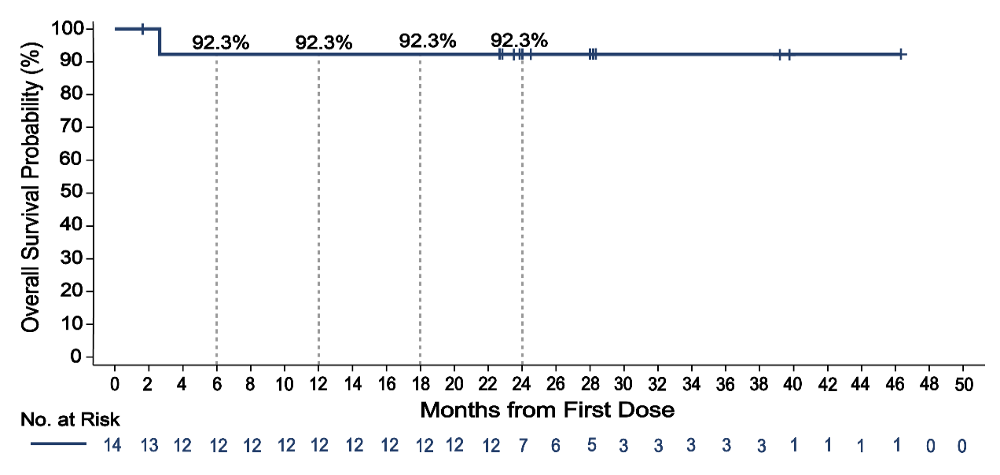 Overall Survival Probability (%)
100
90
80
70
60
50
40
30
20
10
0
92.3% 92.3% 92.3% 92.3%
0 2 4 6 8 10 12 14 16 18 20 22 24 26 28 30 32 34 36 38 40 42 44 46 48 50
Months from First Dose
No. at Risk
14 13 12 12 12 12 12 12 12 12 12 12 7 6 5 3 3 3 3 3 1 1 1 1 0 0